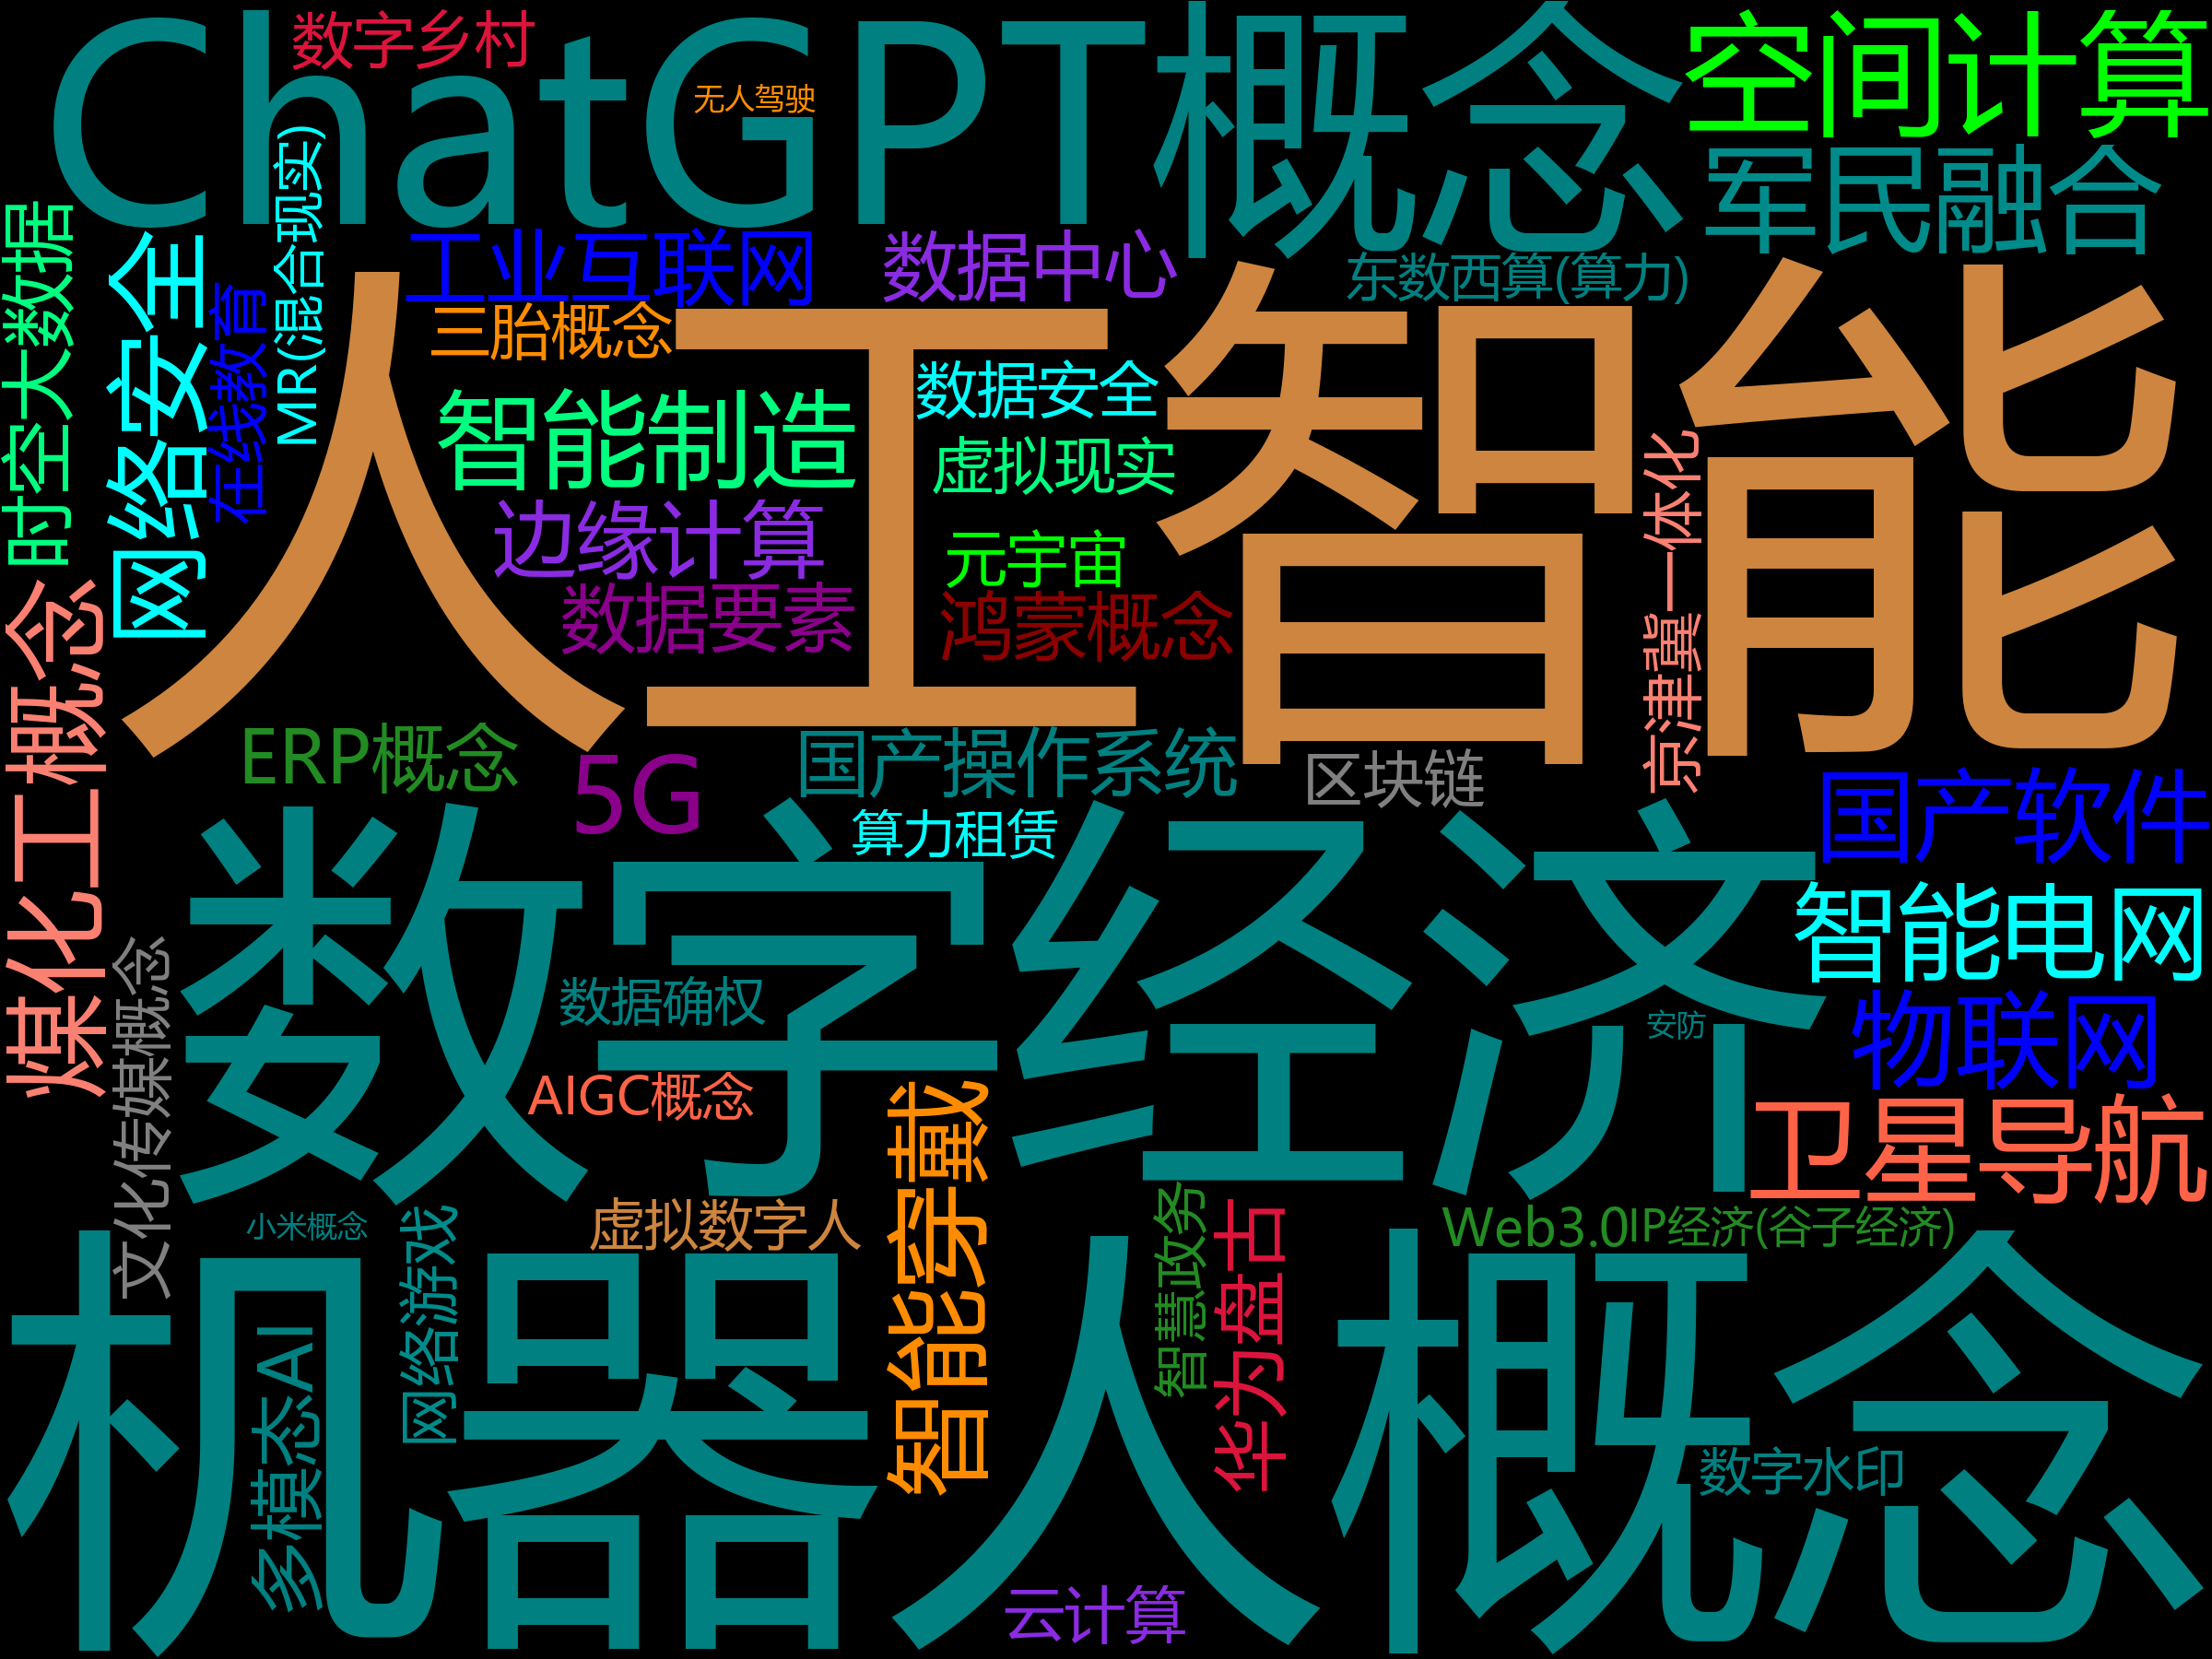 ChatGPT概念
数字乡村
无人驾驶
空间计算
军民融合
MR(混合现实)
时空大数据
网络安全
在线教育
工业互联网
数据中心
东数西算(算力)
三胎概念
人工智能
数据安全
智能制造
虚拟现实
京津冀一体化
边缘计算
元宇宙
数据要素
鸿蒙概念
煤化工概念
ERP概念
5G
国产操作系统
区块链
国产软件
算力租赁
数字经济
智能电网
文化传媒概念
数据确权
物联网
安防
AIGC概念
智能穿戴
卫星导航
小米概念
网络游戏
虚拟数字人
智慧政务
华为盘古
Web3.0IP经济(谷子经济)
机器人概念
多模态AI
数字水印
云计算